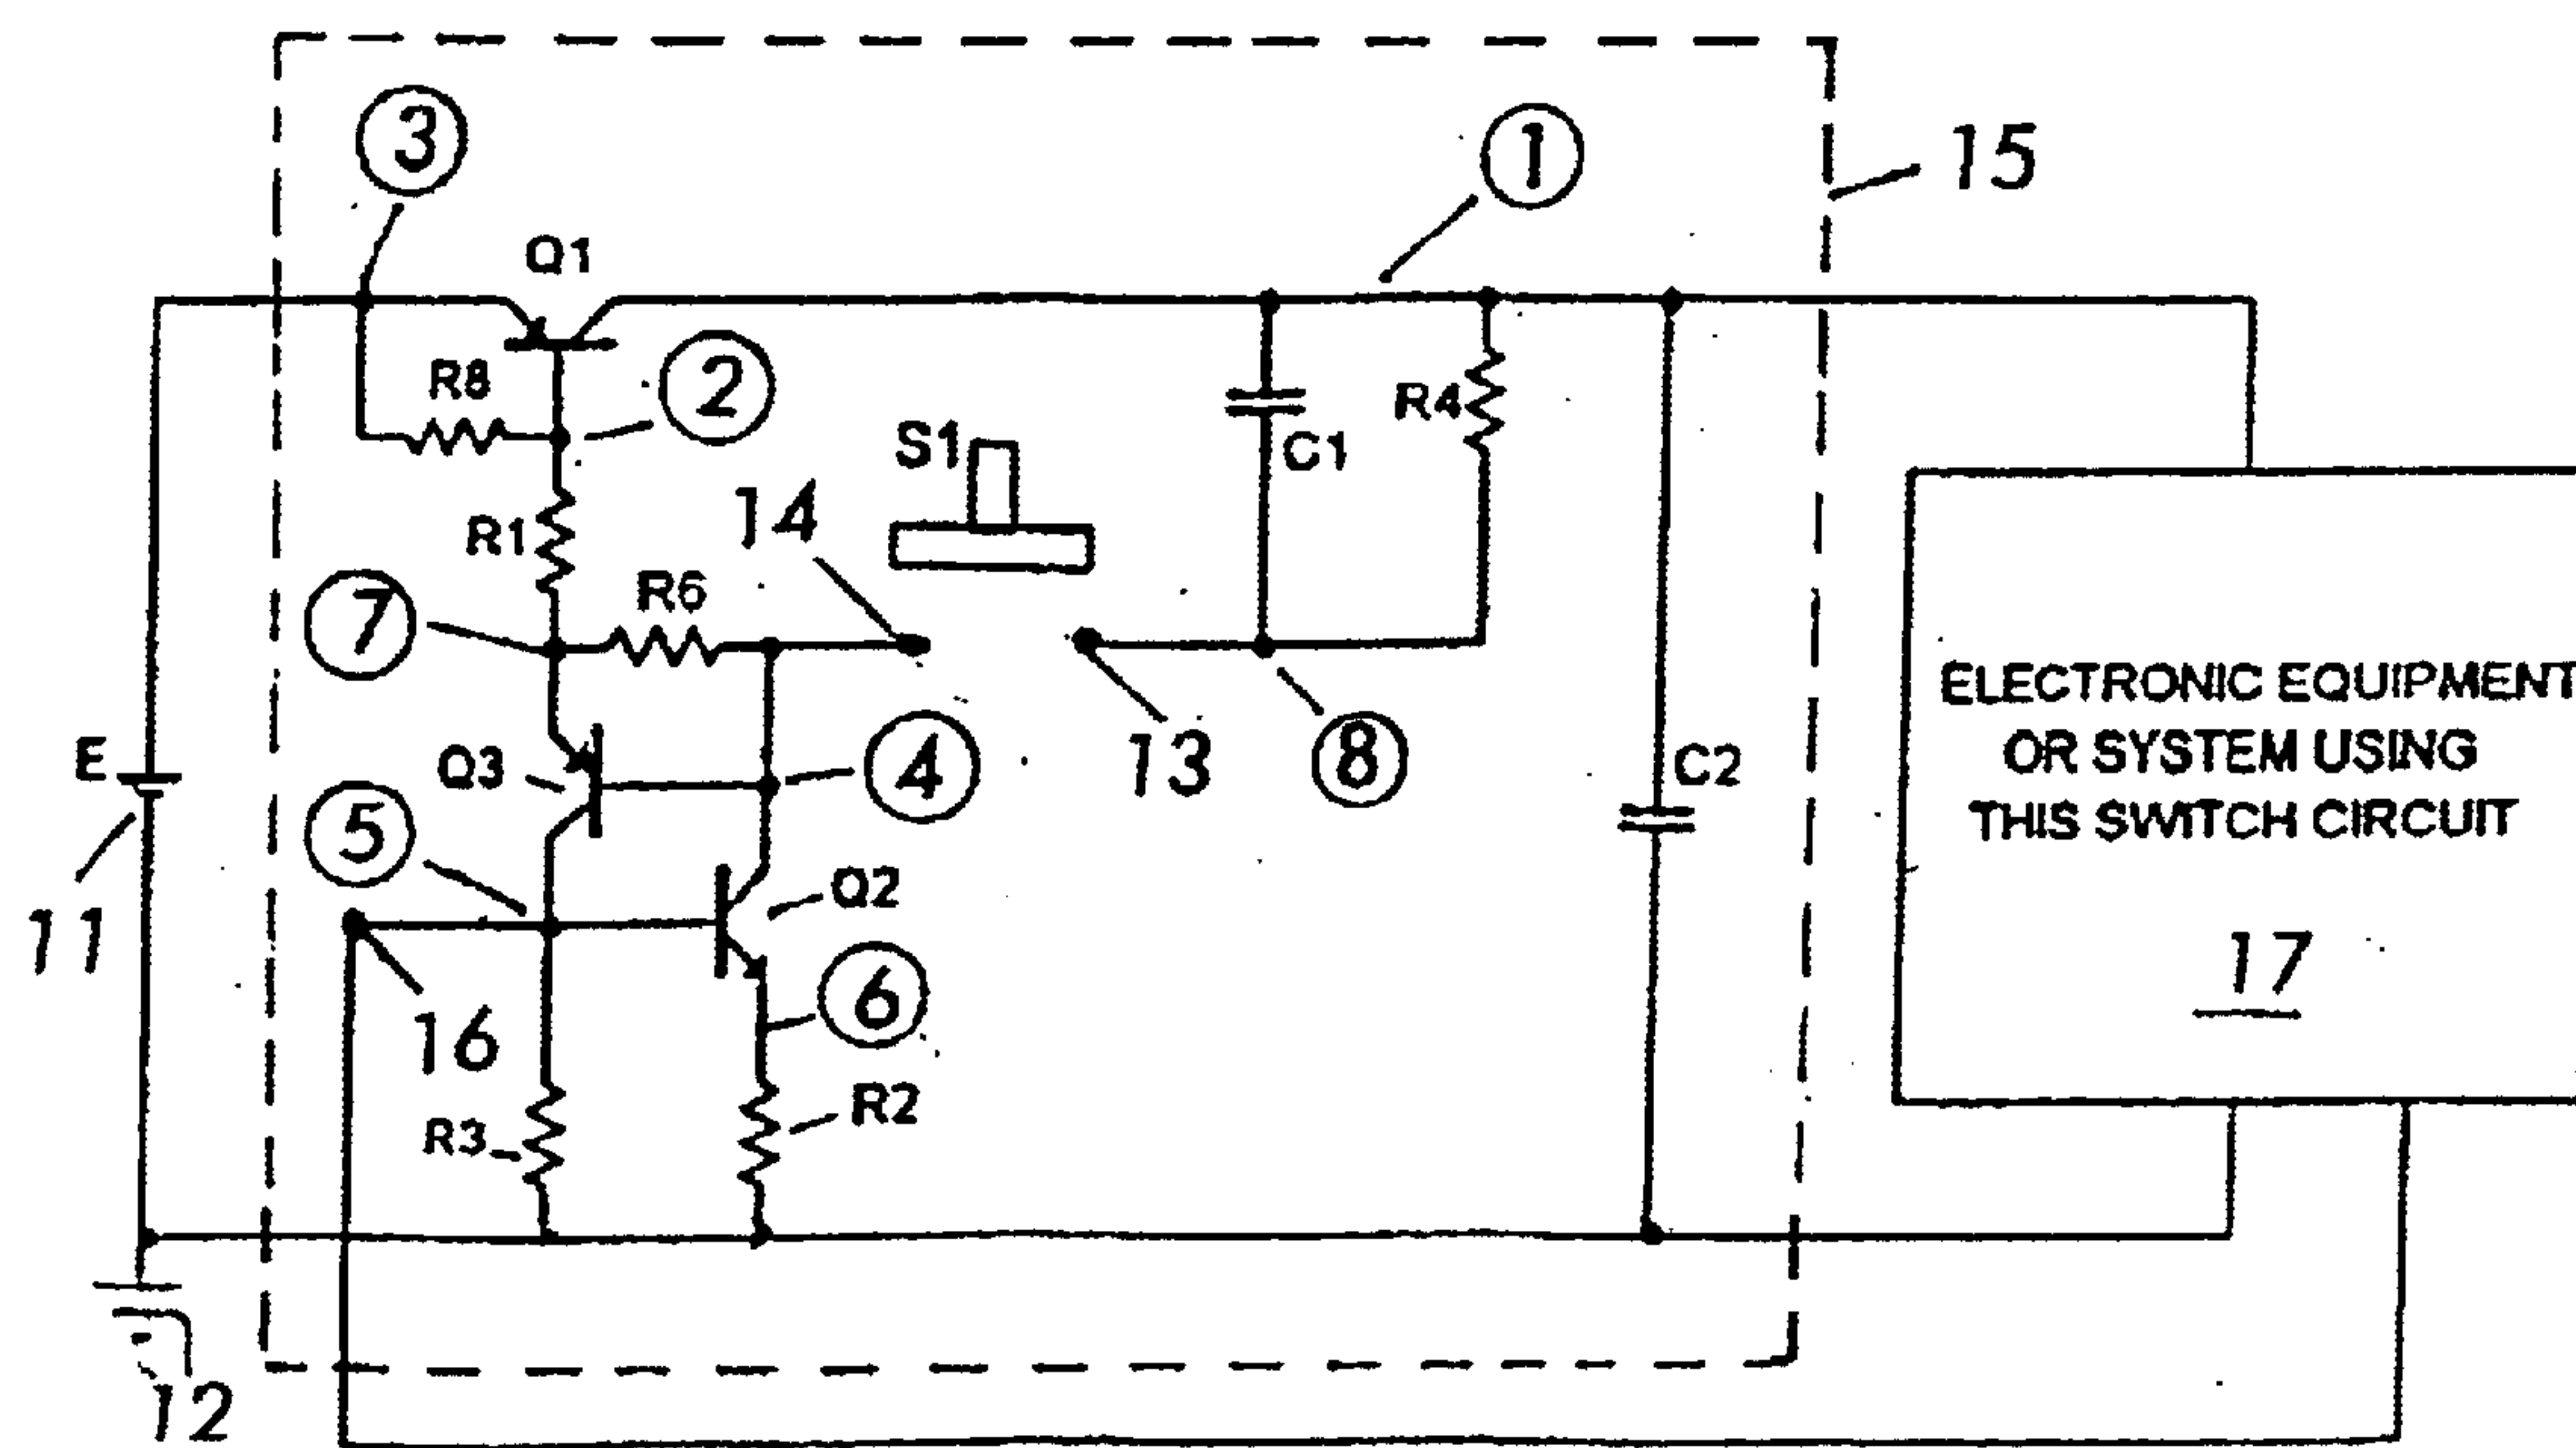 3
1
15
Q1
R8
2
S1
R4
C1
14
R1
R6
7
13
8
4
E
Q3
5
C2
Q2
11
6
16
R2
R3
12
ELECTRONIC EQUIPMENT
OR SYSTEM USING
THIS SWITCH CIRCUIT
17